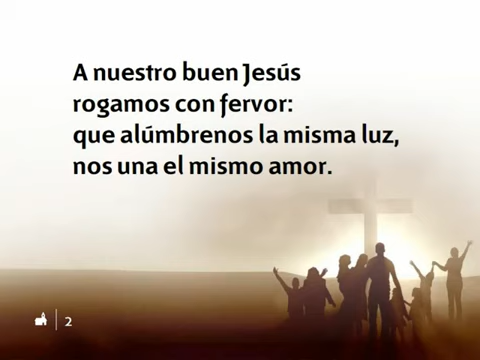 A nuestro buen Jesús
rogamos con fervor:
que alúmbrenos la misma luz,
nos una el mismo amor.
2